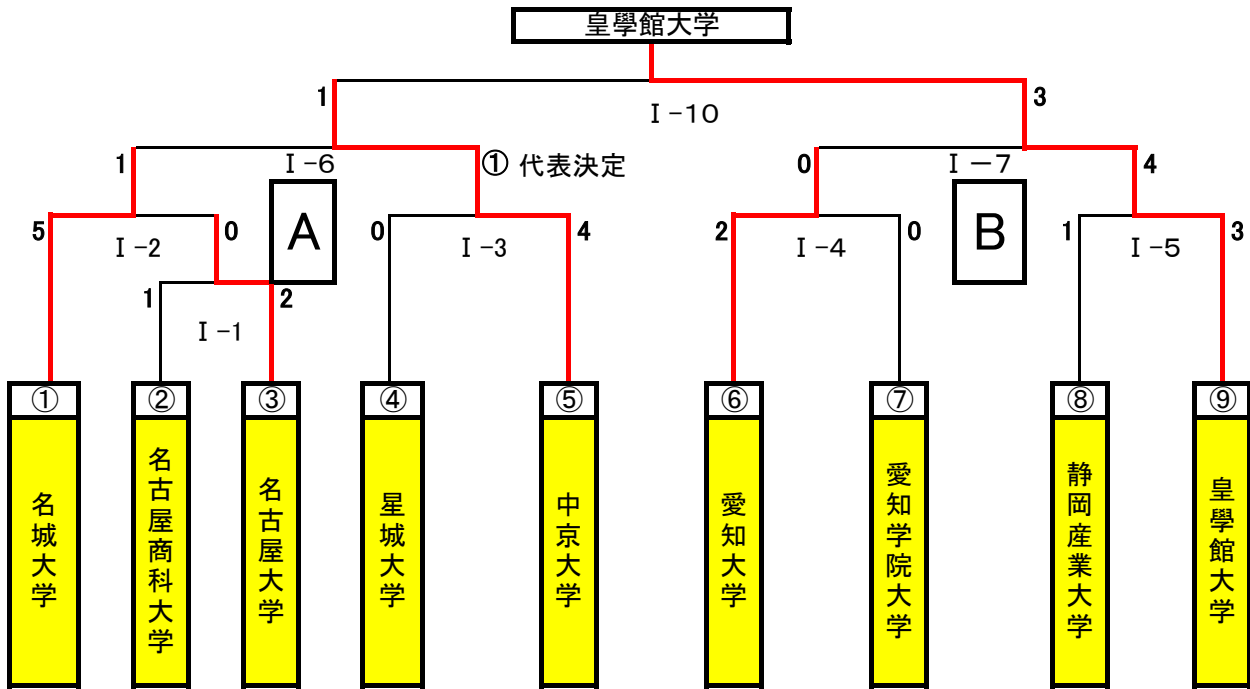 皇學館大学
1
3
Ⅰ-10
1
Ⅰ-6
① 代表決定
0
Ⅰ-7
4
5
Ⅰ-2
0
A
0
Ⅰ-3
4
2
Ⅰ-4
0
B
1
Ⅰ-5
3
1
2
Ⅰ-1
①
②
③
④
⑤
⑥
⑦
⑧
⑨
名城大学
名古屋商科大学
名古屋大学
星城大学
中京大学
愛知大学
愛知学院大学
静岡産業大学
皇學館大学